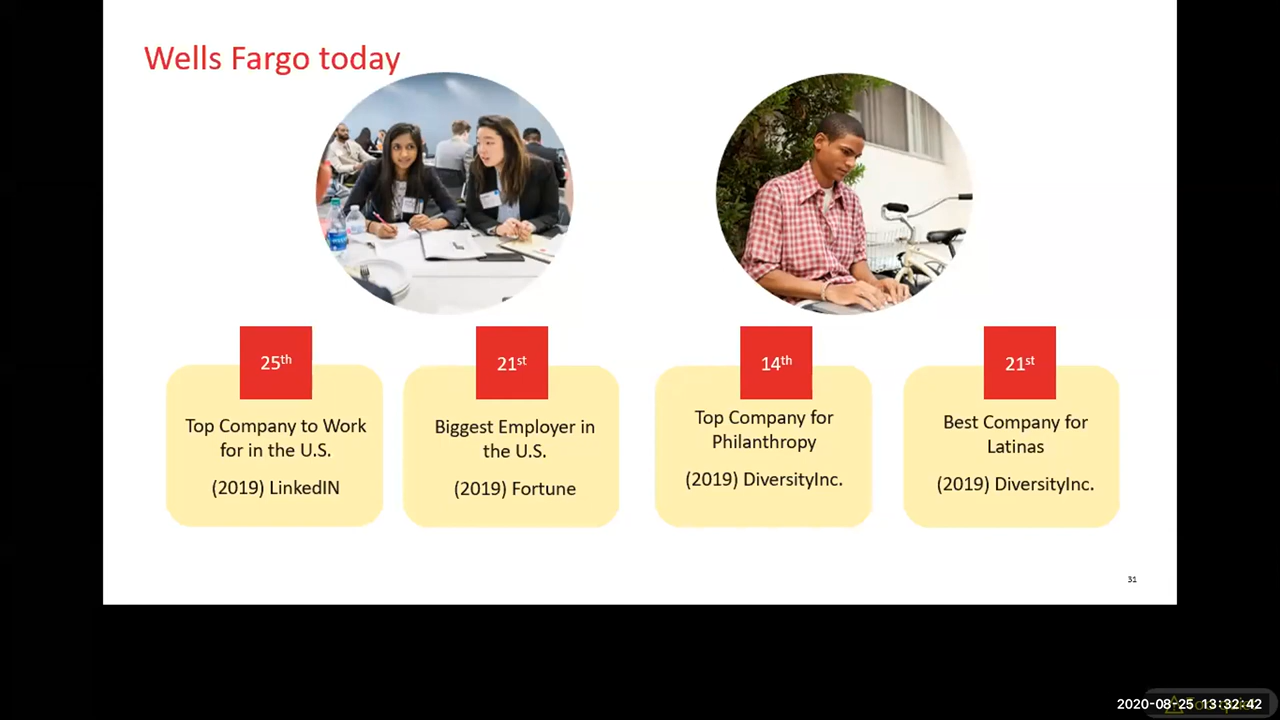 Wells Fargo today
25th
Top Company to Work
for in the U.S.
(2019) LinkedIN
21st
Biggest Employer in
the U.S.
(2019) Fortune
14th
Top Company for
Philanthropy
(2019) DiversityInc.
21st
Best Company for
Latinas
(2019) DiversityInc.
31
2020-08-25 13:32:42